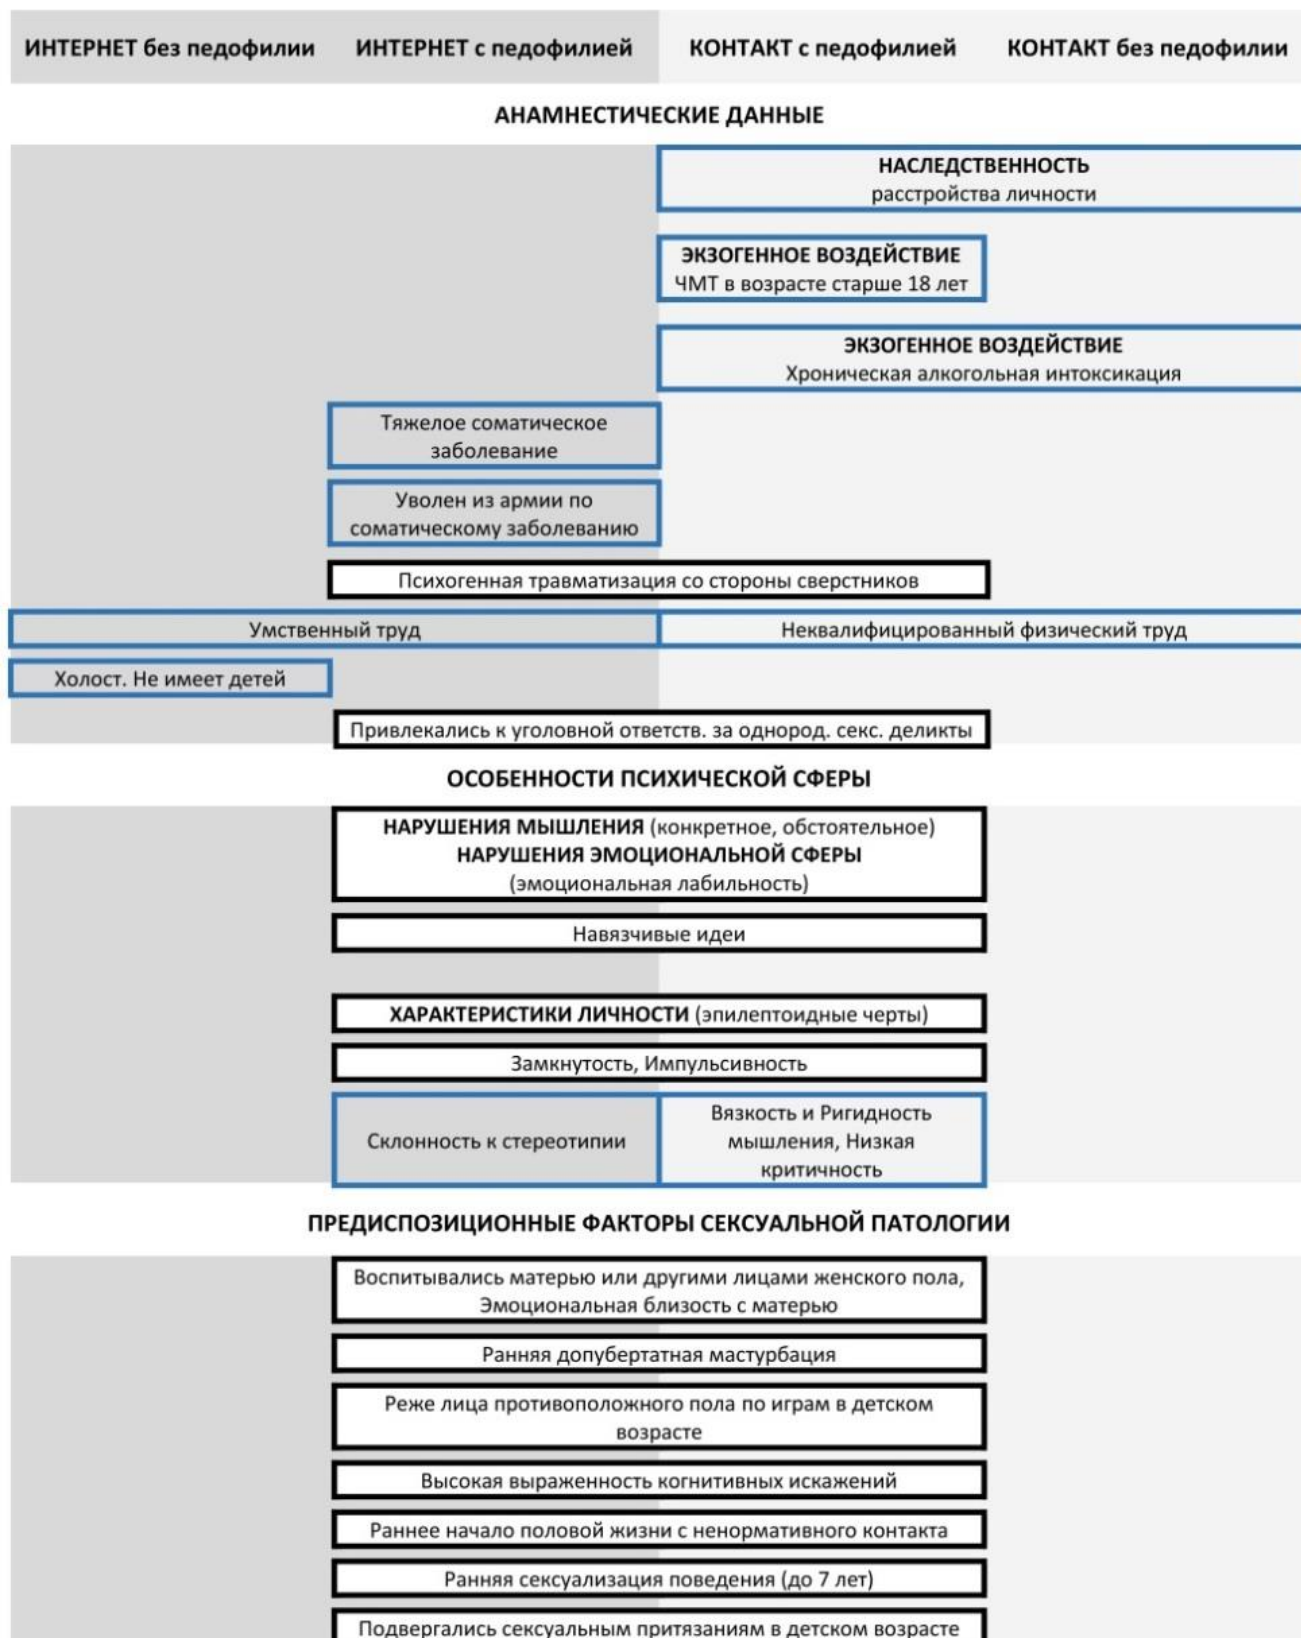 ИНТЕРНЕТ без педофилии
ИНТЕРНЕТ с педофилией
КОНТАКТ с педофилией
КОНТАКТ без педофилии
АНАМНЕСТИЧЕСКИЕ ДАННЫЕ
НАСЛЕДСТВЕННОСТЬ
расстройства личности
ЭКЗОГЕННОЕ ВОЗДЕЙСТВИЕ
ЧМТ в возрасте старше 18 лет
ЭКЗОГЕННОЕ ВОЗДЕЙСТВИЕ
Хроническая алкогольная интоксикация
Тяжелое соматическое
заболевание
Уволен из армии по
соматическому заболеванию
Психогенная травматизация со стороны сверстников
Умственный труд
Неквалифицированный физический труд
Холост. Не имеет детей
Привлекались к уголовной ответств. за однород. секс. деликты
ОСОБЕННОСТИ ПСИХИЧЕСКОЙ СФЕРЫ
НАРУШЕНИЯ МЫШЛЕНИЯ (конкретное, обстоятельное)
НАРУШЕНИЯ ЭМОЦИОНАЛЬНОЙ СФЕРЫ
(эмоциональная лабильность)
Навязчивые идеи
ХАРАКТЕРИСТИКИ ЛИЧНОСТИ (эпилептоидные черты)
Замкнутость, Импульсивность
Склонность к стереотипии
Вязкость и Ригидность
мышления, Низкая
критичность
ПРЕДИСПОЗИЦИОННЫЕ ФАКТОРЫ СЕКСУАЛЬНОЙ ПАТОЛОГИИ
Воспитывались матерью или другими лицами женского пола,
Эмоциональная близость с матерью
Ранняя допубертатная мастурбация
Реже лица противоположного пола по играм в детском
возрасте
Высокая выраженность когнитивных искажений
Раннее начало половой жизни с ненормативного контакта
Ранняя сексуализация поведения (до 7 лет)
Подвергались сексуальным притязаниям в детском возрасте